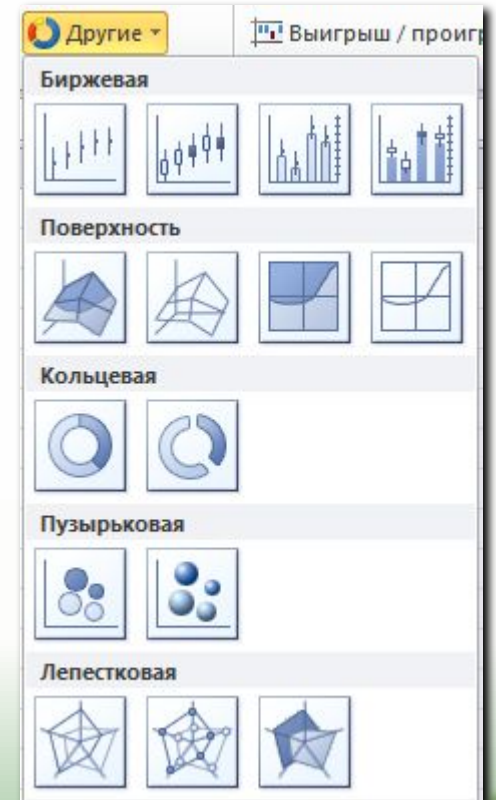 Другие
Выигрыш / проигр
Биржевая
Поверхность
Кольцевая
Пузырьковая
Лепестковая